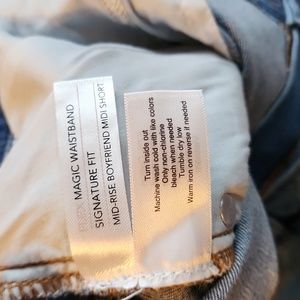 MAGIC WAISTBAND
SIGNATURE FIT
MID-RISE BOYFRIEND MIDI SHORT
Turn inside out
Machine wash cold with like colors
Only non-chlorine
bleach when needed
Tumble dry low
Warm iron on reverse if needed